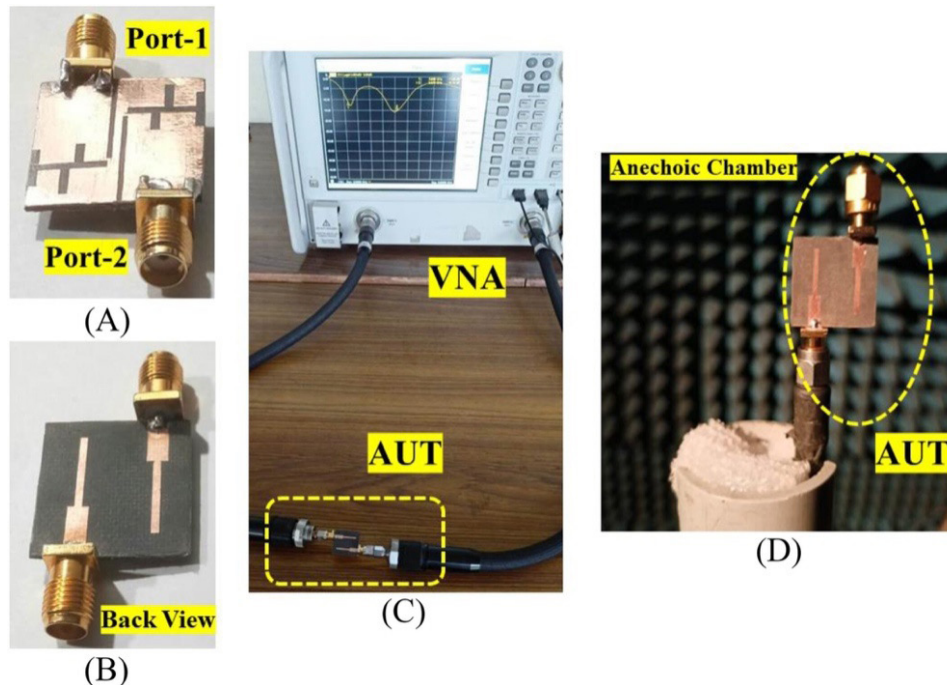 Port-1
Port-2
(A)
Back View
(B)
VNA
AUT
(C)
Anechoic Chamber
AUT
(D)